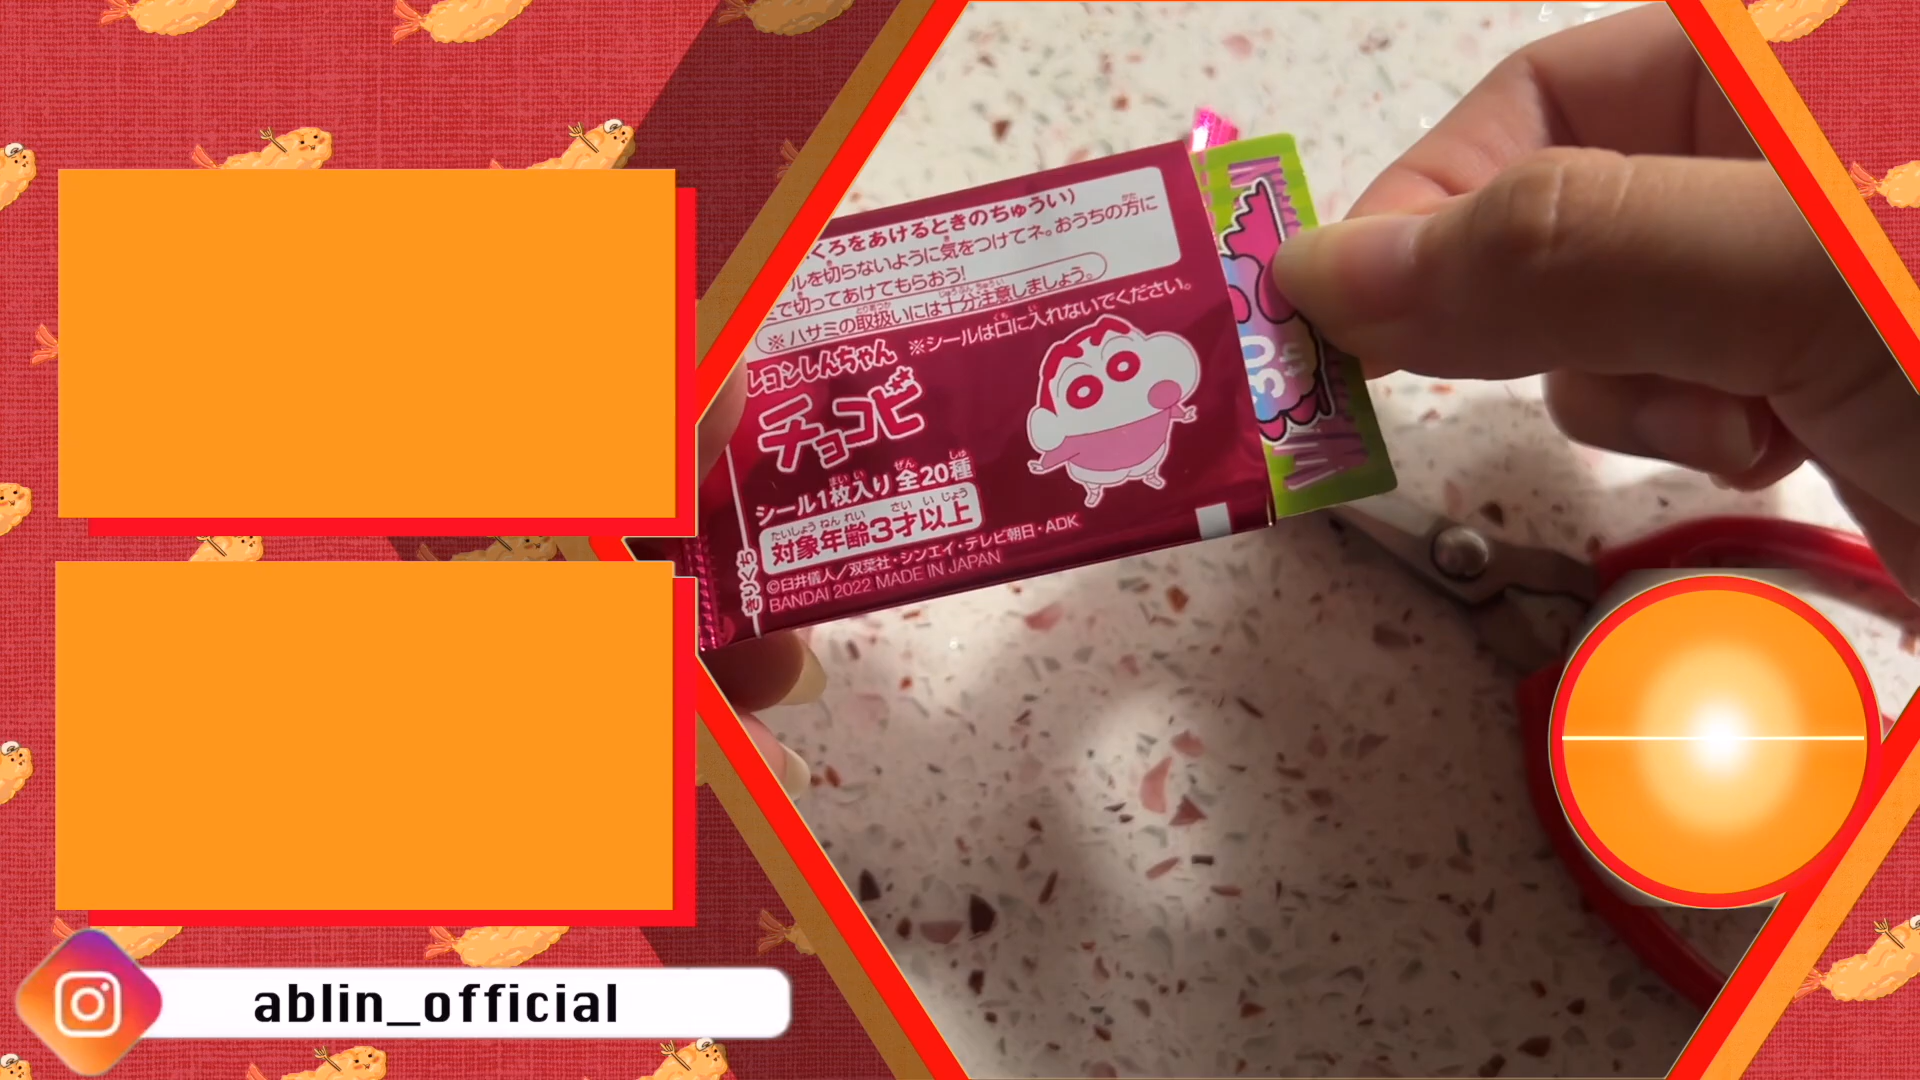 くろをあけるときのちゅうい)
ルを切らないように気をつけてネ。おうちの方に
で切ってあけてもらおう!
※ハサミの取扱いには十分注意しましょう。
※シールは口に入れないでください。
レヨンしんちゃん
チョコビ
シール1枚入り 全20種
対象年齢3才以上
©臼井儀人/双葉社・シンエイ・テレビ朝日・ADK
BANDAI 2022 MADE IN JAPAN
きりくち
30
th
ablin_official